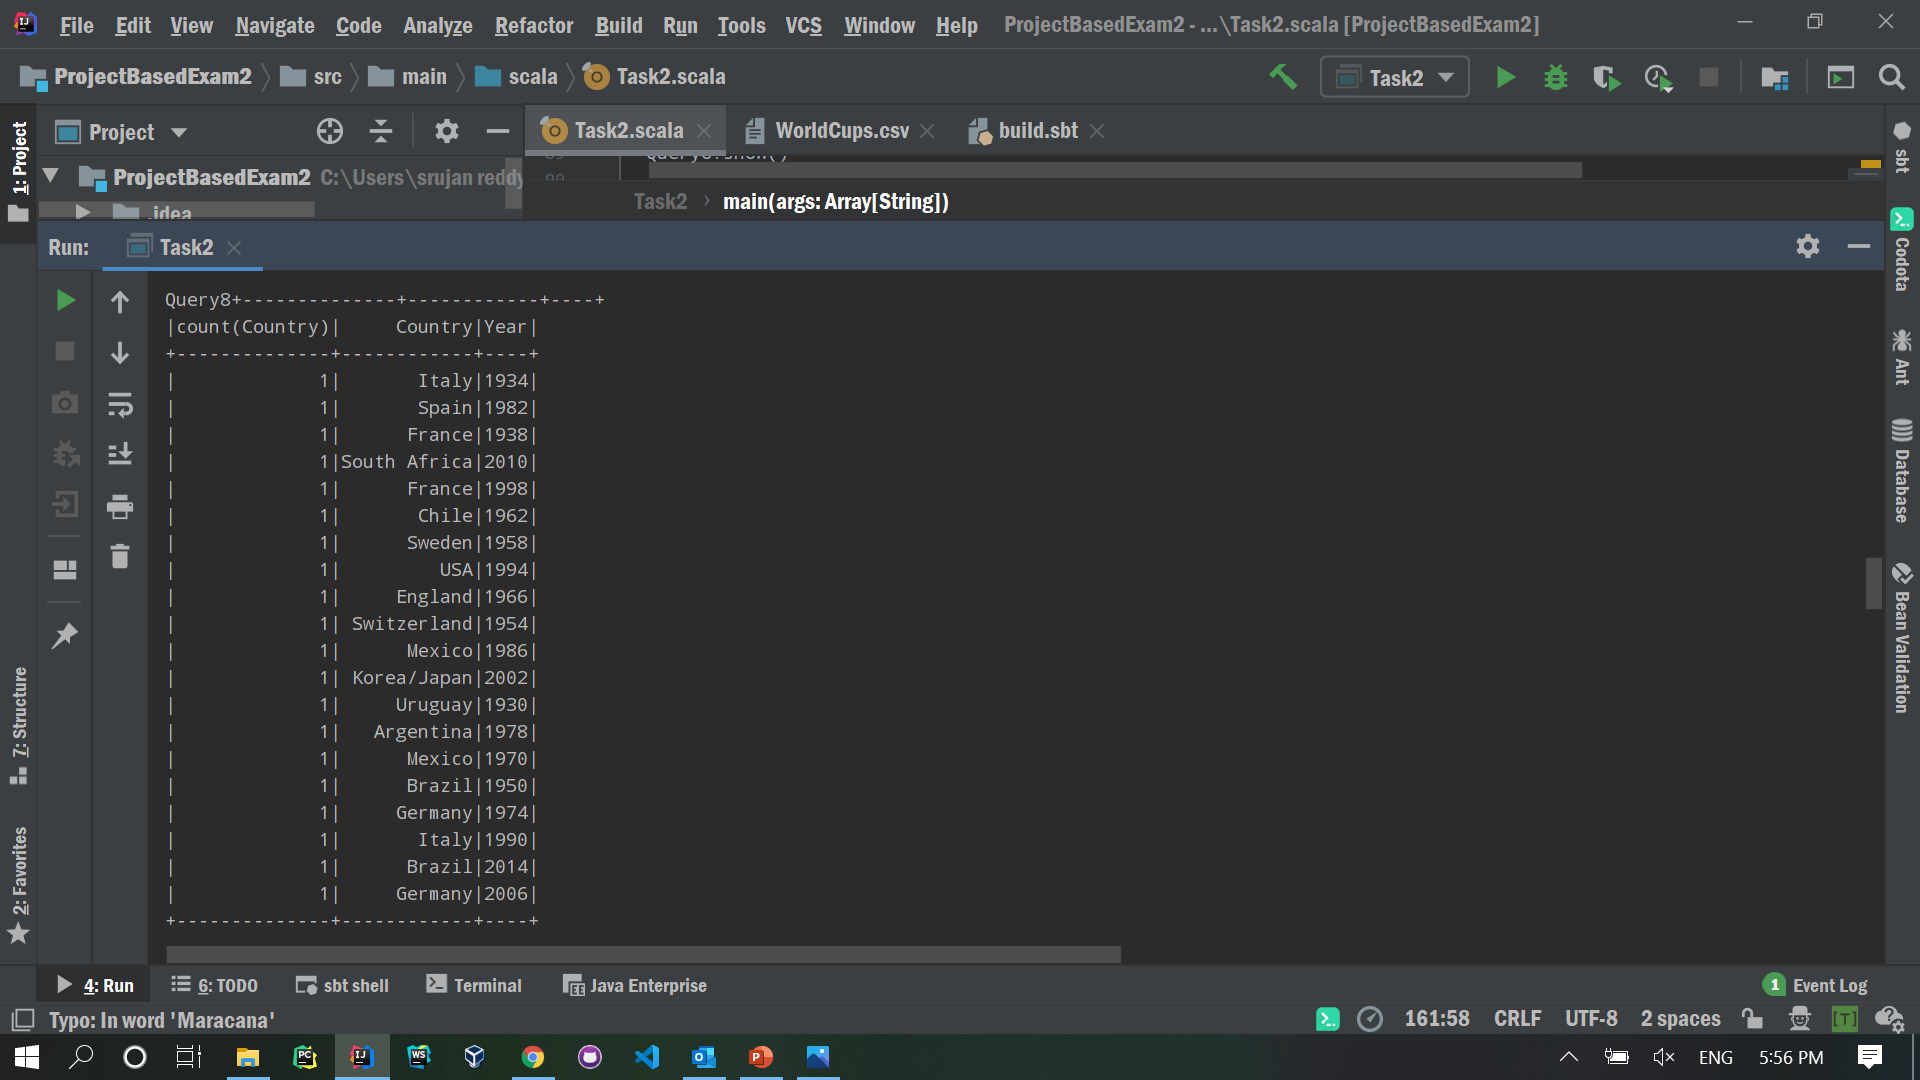 File Edit View Navigate Code Analyze Refactor Build Run Tools VCS Window Help ProjectBasedExam2 - ...\Task2.scala [ProjectBasedExam2]
ProjectBasedExam2 src main scala Task2.scala Task2
1: Project
Project Task2.scala WorldCups.csv build.sbt
ProjectBasedExam2 C:\Users\srujan reddy
.idea
Task2 › main(args: Array[String])
Run: Task2
Query8+--------------+------------+----+
|count(Country)|     Country|Year|
+--------------+------------+----+
|             1|       Italy|1934|
|             1|       Spain|1982|
|             1|      France|1938|
|             1|South Africa|2010|
|             1|      France|1998|
|             1|       Chile|1962|
|             1|      Sweden|1958|
|             1|         USA|1994|
|             1|     England|1966|
|             1| Switzerland|1954|
|             1|      Mexico|1986|
|             1| Korea/Japan|2002|
|             1|     Uruguay|1930|
|             1|   Argentina|1978|
|             1|      Mexico|1970|
|             1|      Brazil|1950|
|             1|     Germany|1974|
|             1|       Italy|1990|
|             1|      Brazil|2014|
|             1|     Germany|2006|
+--------------+------------+----+
7: Structure
2: Favorites
sbt
Codota
Ant
Database
Bean Validation
4: Run 6: TODO sbt shell Terminal Java Enterprise 1 Event Log
Typo: In word 'Maracana' 161:58 CRLF UTF-8 2 spaces [T]
ENG 5:56 PM